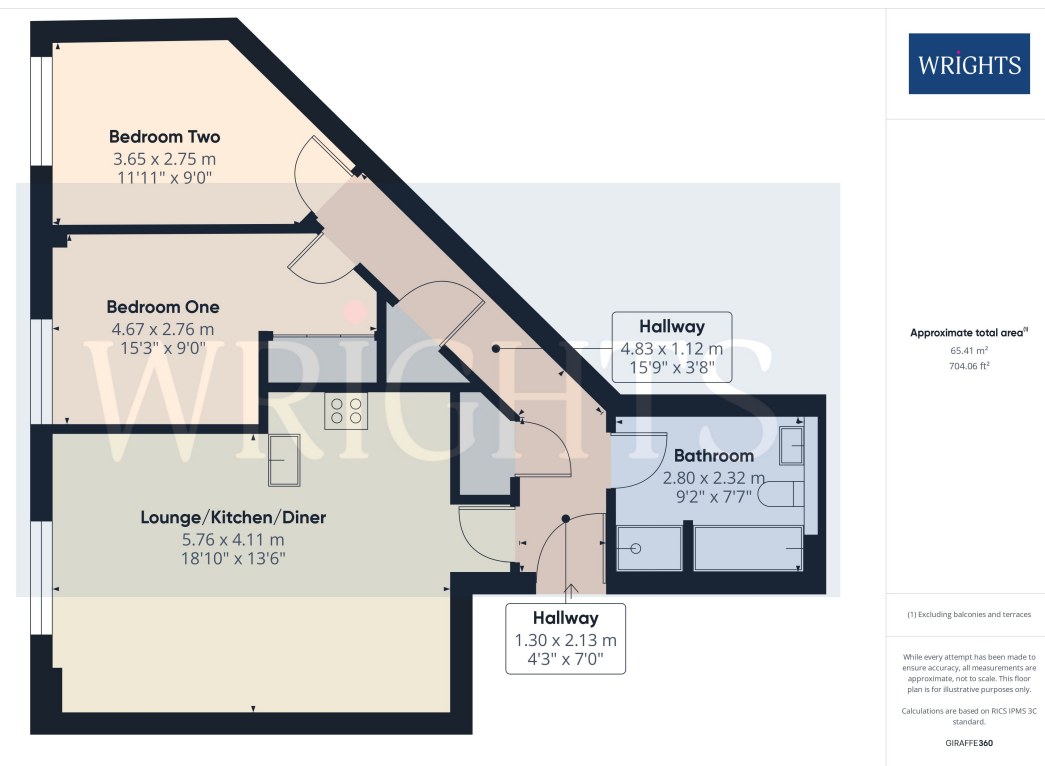 Bedroom Two
3.65 x 2.75 m
11'11" x 9'0"
Bedroom One
4.67 x 2.76 m
15'3" x 9'0"
Hallway
4.83 x 1.12 m
15'9" x 3'8"
Bathroom
2.80 x 2.32 m
9'2" x 7'7"
Lounge/Kitchen/Diner
5.76 x 4.11 m
18'10" x 13'6"
Hallway
1.30 x 2.13 m
4'3" x 7'0"
WRIGHTS
WRIGHTS
Approximate total area(1)
65.41 m²
704.06 ft²
(1) Excluding balconies and terraces
While every attempt has been made to
ensure accuracy, all measurements are
approximate, not to scale. This floor
plan is for illustrative purposes only.
Calculations are based on RICS IPMS 3C
standard.
GIRAFFE360